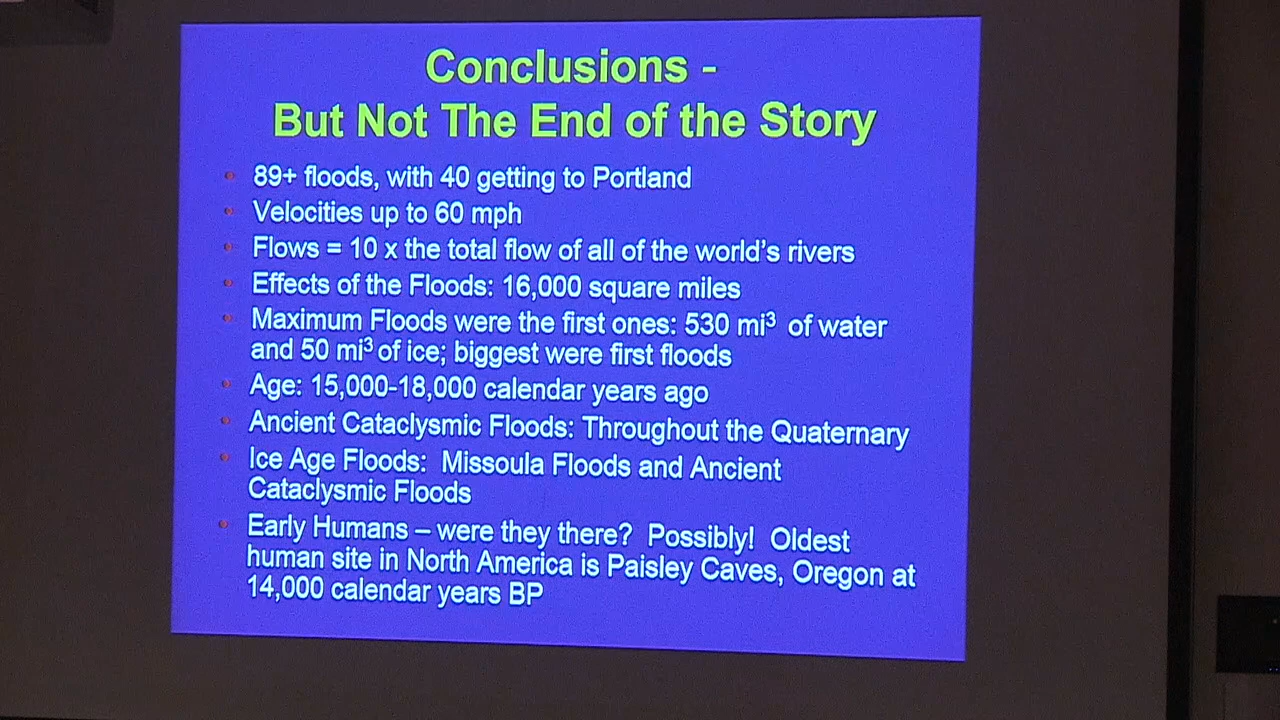 Conclusions -
But Not The End of the Story
• 89+ floods, with 40 getting to Portland
• Velocities up to 60 mph
• Flows = 10 x the total flow of all of the world's rivers
• Effects of the Floods: 16,000 square miles
• Maximum Floods were the first ones: 530 mi³ of water
and 50 mi³ of ice; biggest were first floods
• Age: 15,000-18,000 calendar years ago
• Ancient Cataclysmic Floods: Throughout the Quaternary
• Ice Age Floods: Missoula Floods and Ancient
Cataclysmic Floods
• Early Humans – were they there? Possibly! Oldest
human site in North America is Paisley Caves, Oregon at
14,000 calendar years BP